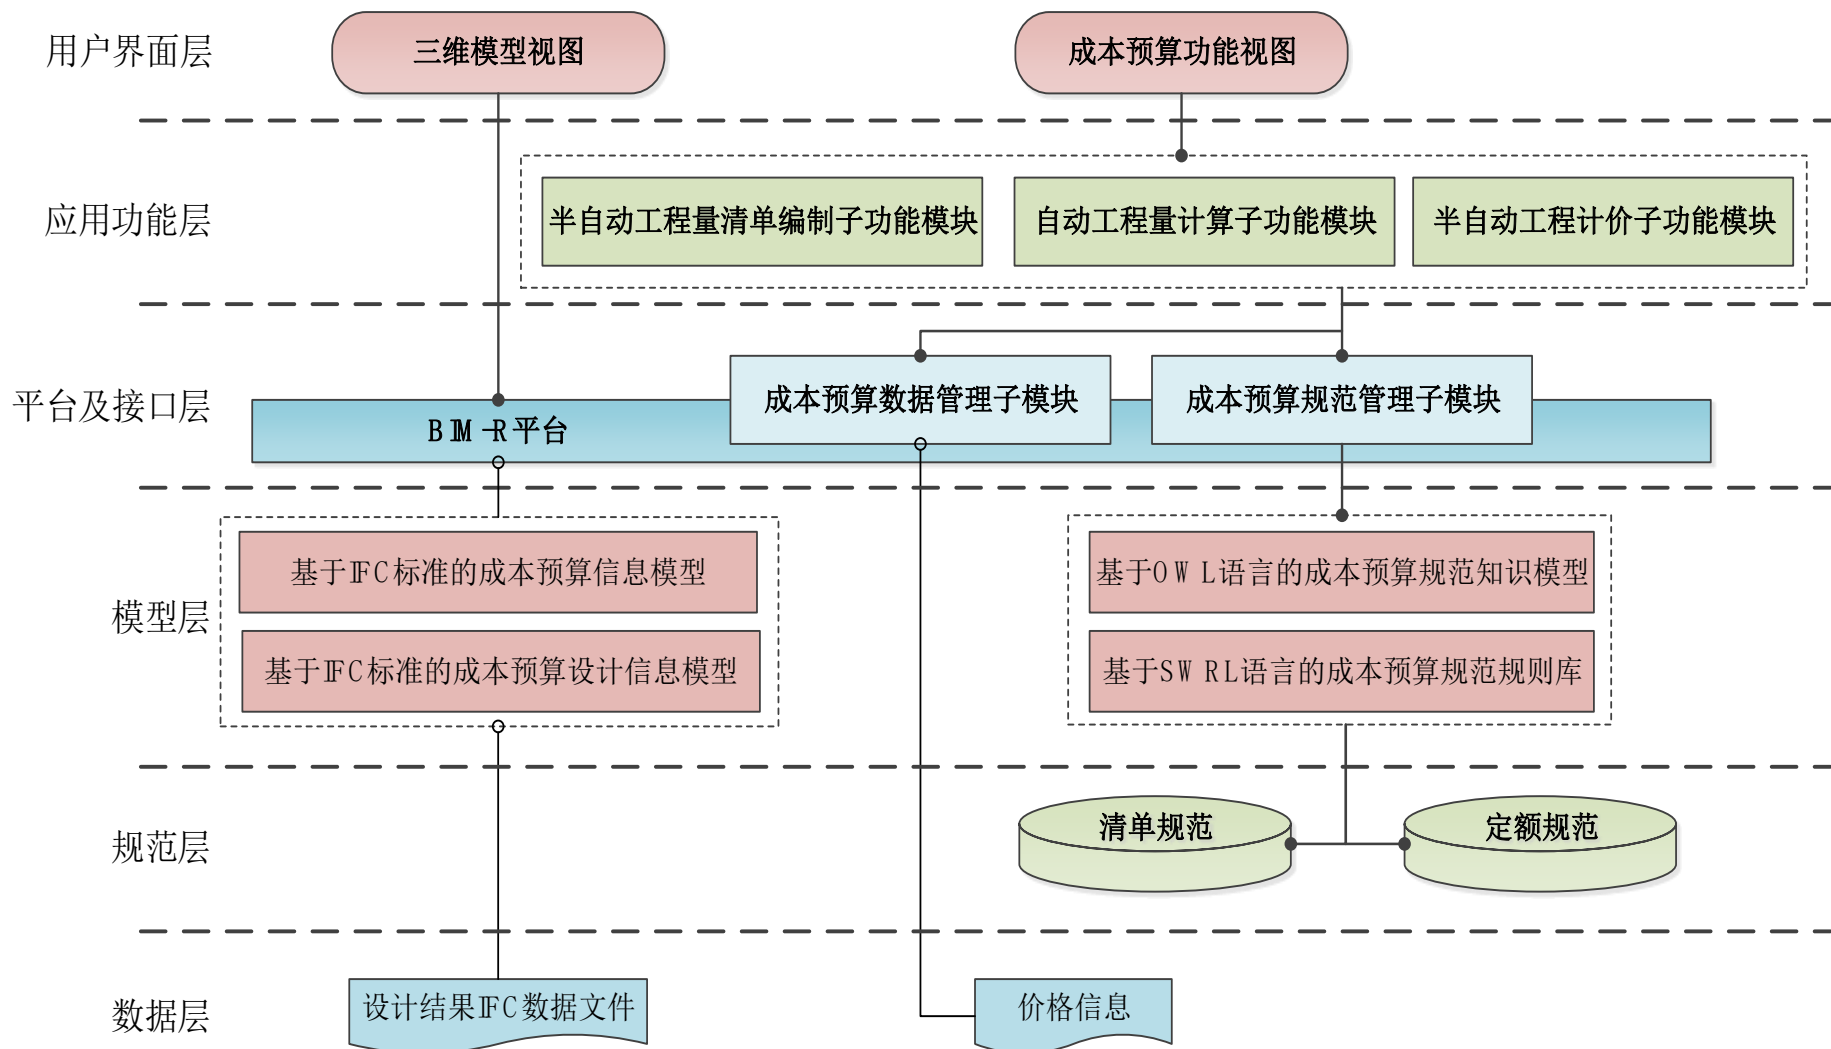 用户界面层
三维模型视图
成本预算功能视图
应用功能层
半自动工程量清单编制子功能模块
自动工程量计算子功能模块
半自动工程计价子功能模块
平台及接口层
BIM-R平台
成本预算数据管理子模块
成本预算规范管理子模块
模型层
基于IFC标准的成本预算信息模型
基于IFC标准的成本预算设计信息模型
基于OWL语言的成本预算规范知识模型
基于SWRL语言的成本预算规范规则库
规范层
清单规范
定额规范
数据层
设计结果IFC数据文件
价格信息